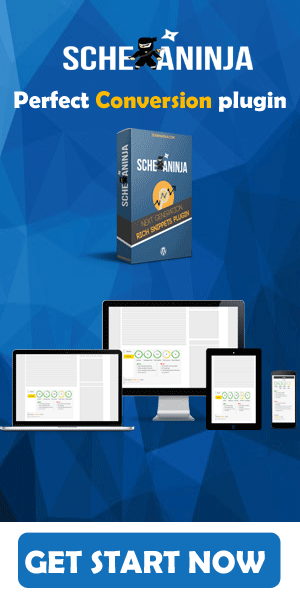 SCHEMANINJA
Perfect Conversion plugin
SCHEMANINJA
NEXT GENERATION
RICH SNIPPETS PLUGIN
GET START NOW